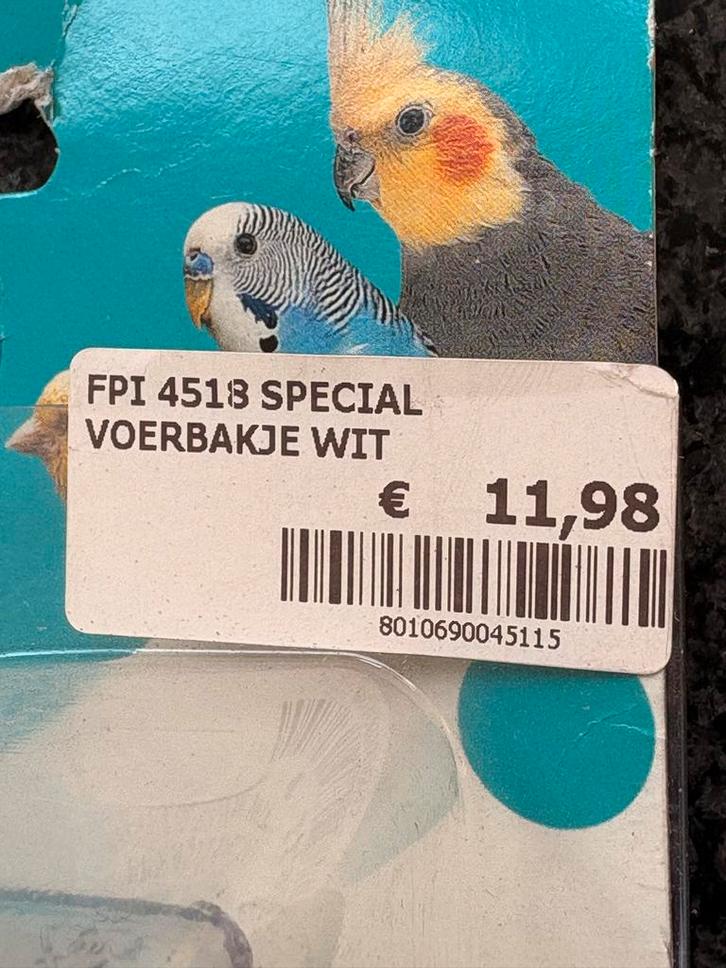 FPI 4518 SPECIAL
VOERBAKJE WIT
€ 11,98
8010690045115